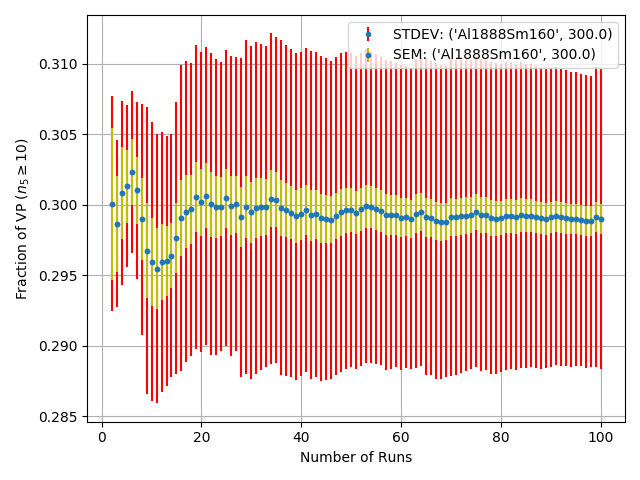 STDEV: ('Al1888Sm160', 300.0)
SEM: ('Al1888Sm160', 300.0)
0.310
0.305
0.300
0.295
0.290
0.285
Fraction of VP (n₅ ≥ 10)
0 20 40 60 80 100
Number of Runs